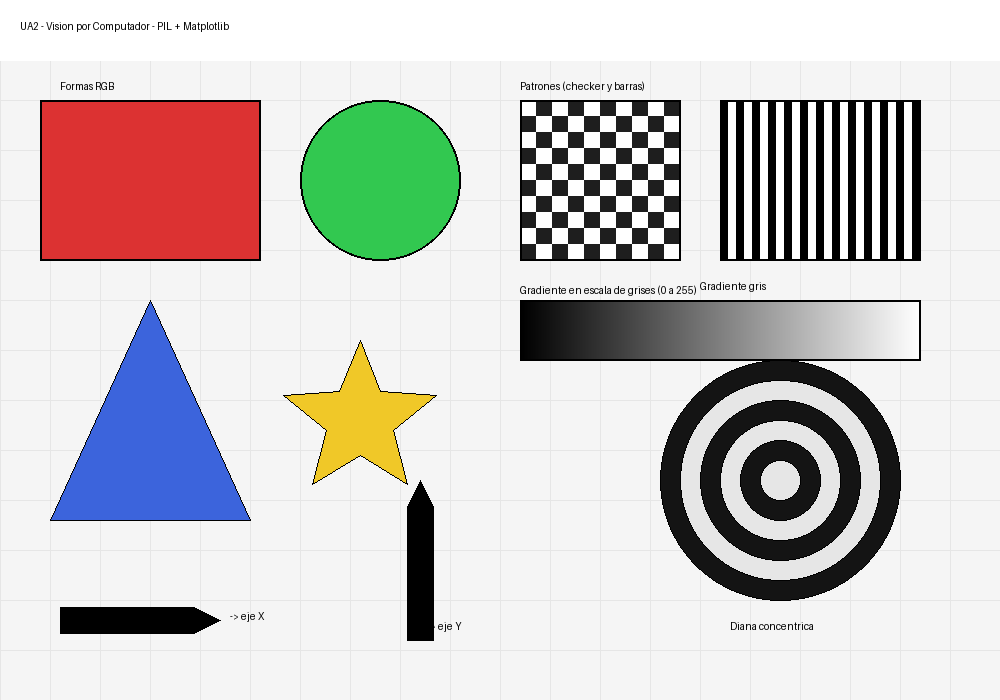 UA2 - Vision por Computador - PIL + Matplotlib
Formas RGB
Patrones (checker y barras)
Gradiente en escala de grises (0 a 255)
Gradiente gris
-> eje X
> eje Y
Diana concentrica